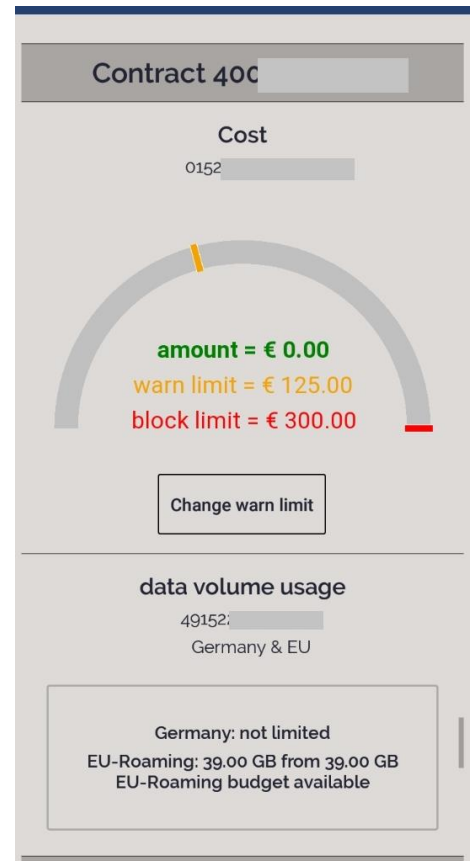 Contract 400
Cost
0152
amount = € 0.00
warn limit = € 125.00
block limit = € 300.00
Change warn limit
data volume usage
491522
Germany & EU
Germany: not limited
EU-Roaming: 39.00 GB from 39.00 GB
EU-Roaming budget available